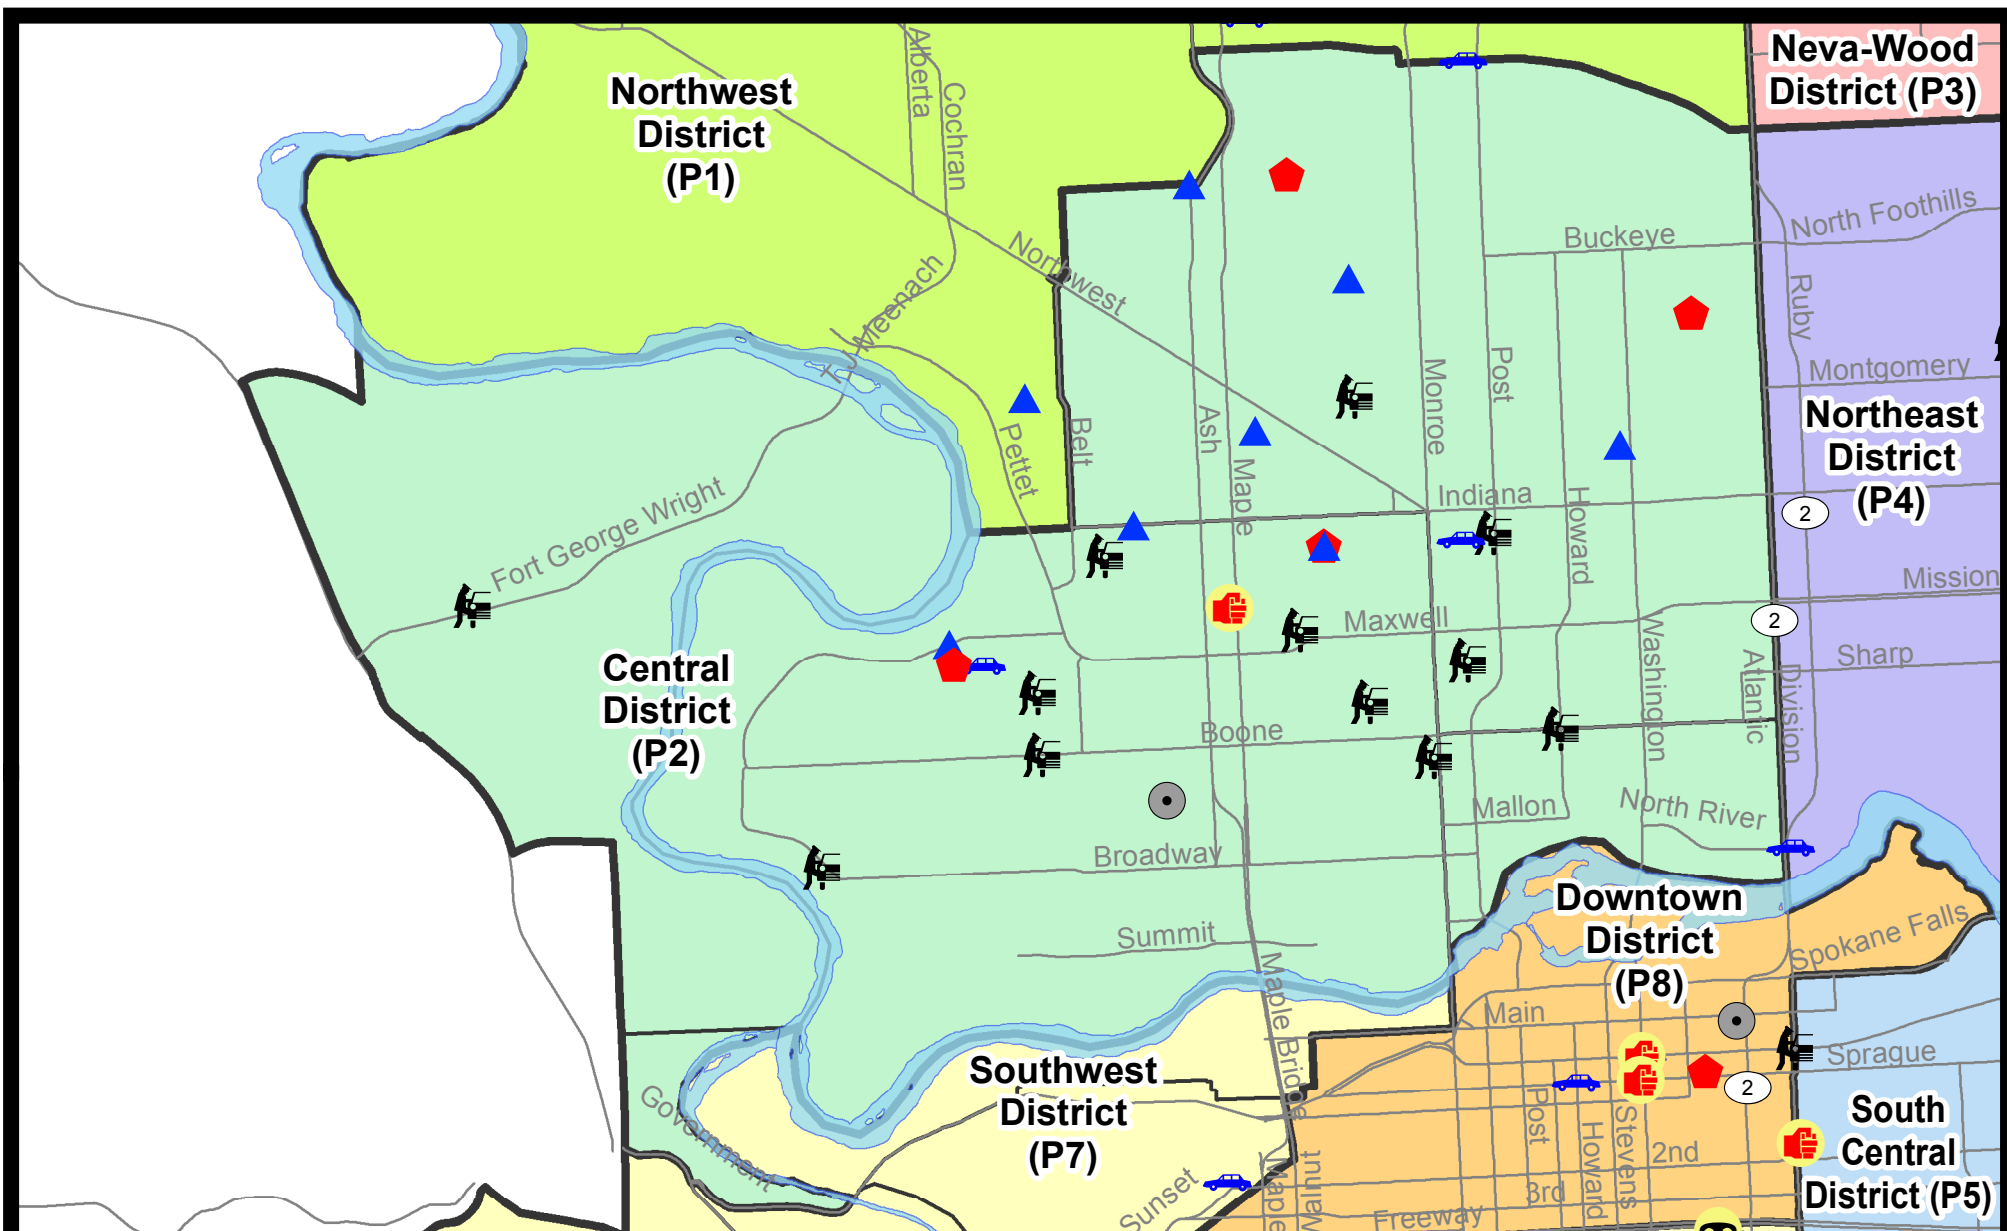 Neva-Wood
District (P3)
Northwest
District
(P1)
Alberta
Cochran
North Foothills
Buckeye
Northwest
T J Meenach
Ruby
Montgomery
Northeast
District
(P4)
Post
Monroe
Ash
Belt
Pettet
Maple
Indiana
Howard
2
Fort George Wright
Mission
Maxwell
2
Washington
Atlantic
Division
Sharp
Central
District
(P2)
Boone
Mallon
North River
Broadway
Downtown
District
(P8)
Summit
Spokane Falls
Maple Bridge
Main
Sprague
Southwest
District
(P7)
2
Government
Post
Howard
Stevens
South
Central
District (P5)
2nd
3rd
Sunset
Maple
Walnut
Freeway